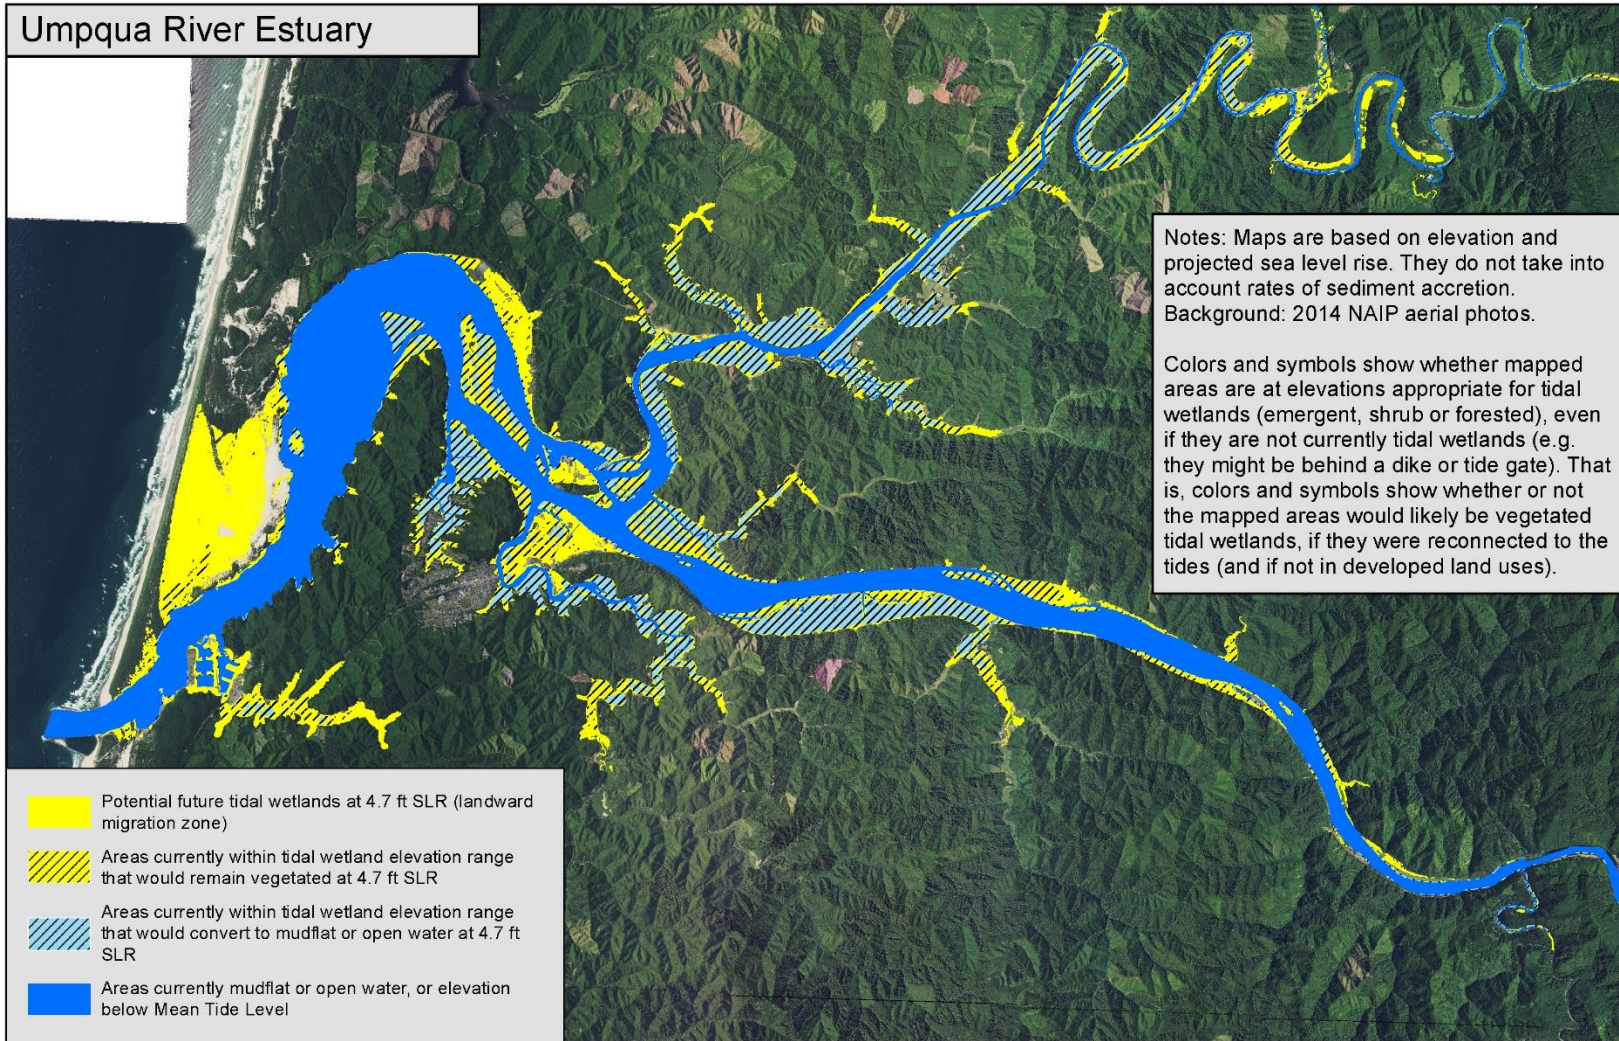 Umpqua River Estuary
Notes: Maps are based on elevation and
projected sea level rise. They do not take into
account rates of sediment accretion.
Background: 2014 NAIP aerial photos.
Colors and symbols show whether mapped
areas are at elevations appropriate for tidal
wetlands (emergent, shrub or forested), even
if they are not currently tidal wetlands (e.g.
they might be behind a dike or tide gate). That
is, colors and symbols show whether or not
the mapped areas would likely be vegetated
tidal wetlands, if they were reconnected to the
tides (and if not in developed land uses).
Potential future tidal wetlands at 4.7 ft SLR (landward
migration zone)
Areas currently within tidal wetland elevation range
that would remain vegetated at 4.7 ft SLR
Areas currently within tidal wetland elevation range
that would convert to mudflat or open water at 4.7 ft
SLR
Areas currently mudflat or open water, or elevation
below Mean Tide Level